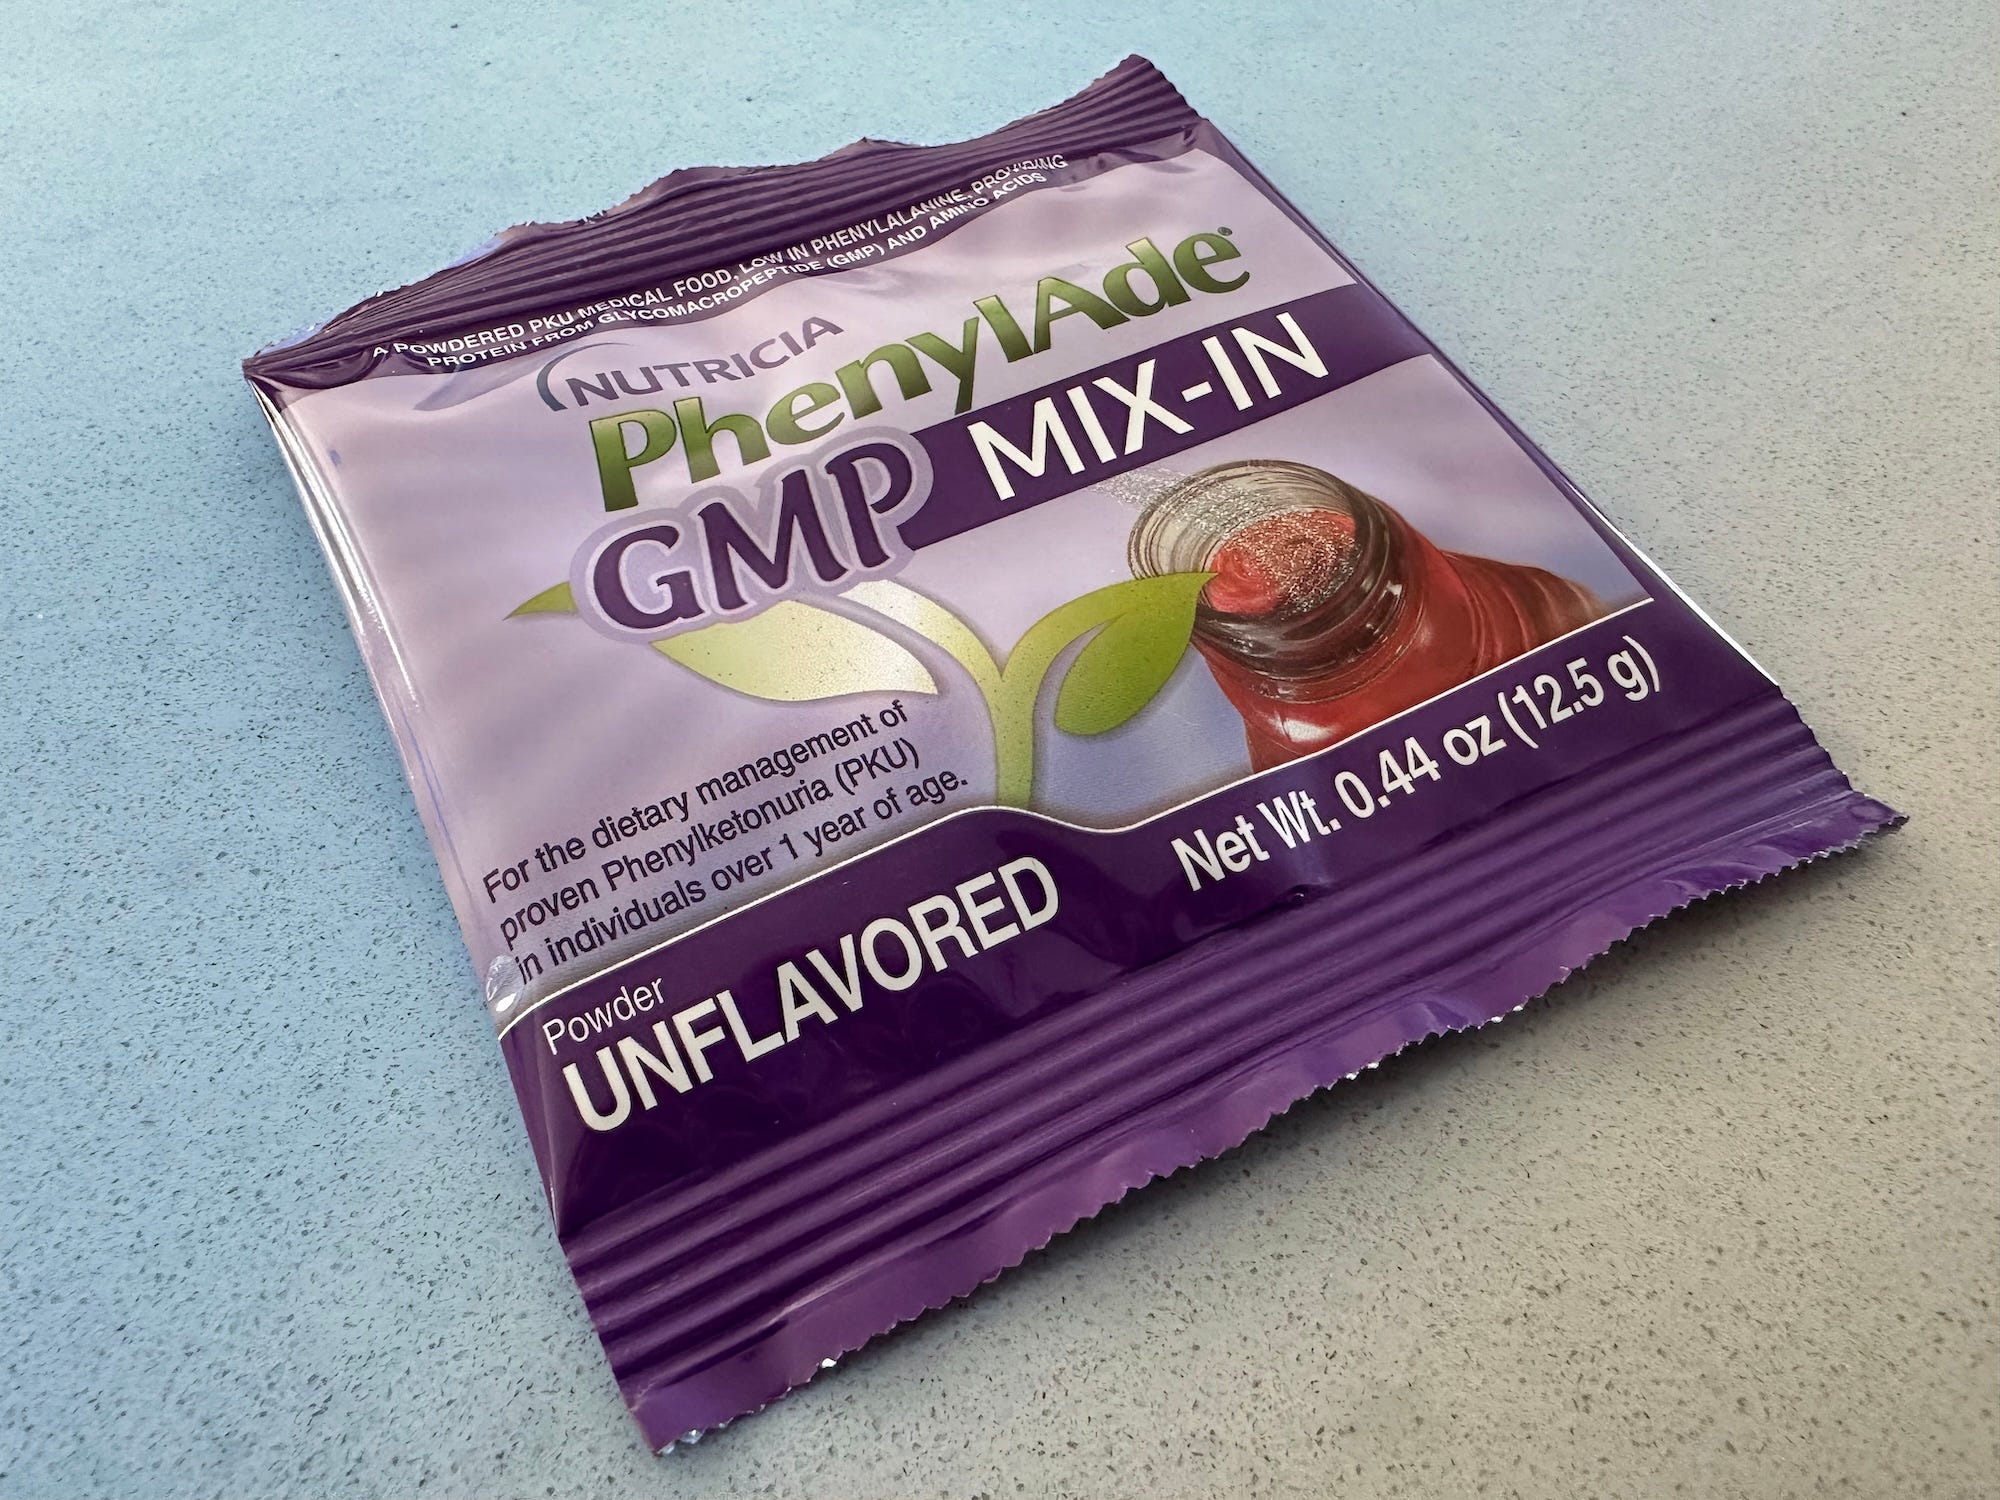 A POWDERED PKU MEDICAL FOOD, LOW IN PHENYLALANINE, PROVIDING
PROTEIN FROM GLYCOMACROPEPTIDE (GMP) AND AMINO ACIDS
NUTRICIA
PhenylAde®
GMP MIX-IN
For the dietary management of
proven Phenylketonuria (PKU)
in individuals over 1 year of age.
Powder
UNFLAVORED
Net Wt. 0.44 oz (12.5 g)